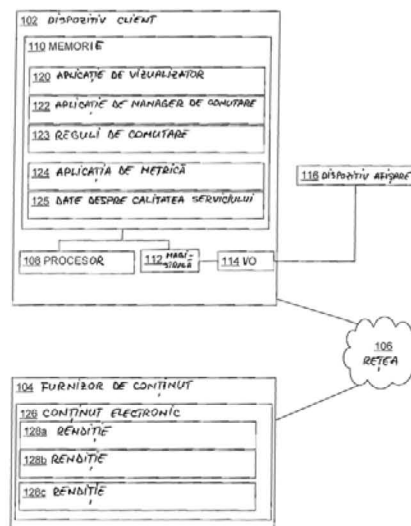 102 DISPOZITIV CLIENT
110 MEMORIE
120 APLICAȚIE DE VIZUALIZATOR
122 APLICAȚIE DE MANAGER DE COMUTARE
123 REGULI DE COMUTARE
124 APLICAȚIA DE METRICĂ
125 DATE DESPRE CALITATEA SERVICIULUI
116 DISPOZITIV AFIȘARE
108 PROCESOR
112 MAGI-
STRALĂ
114 I/O
106
REȚEA
104 FURNIZOR DE CONȚINUT
126 CONȚINUT ELECTRONIC
128a RENDIȚIE
128b RENDIȚIE
128c RENDIȚIE